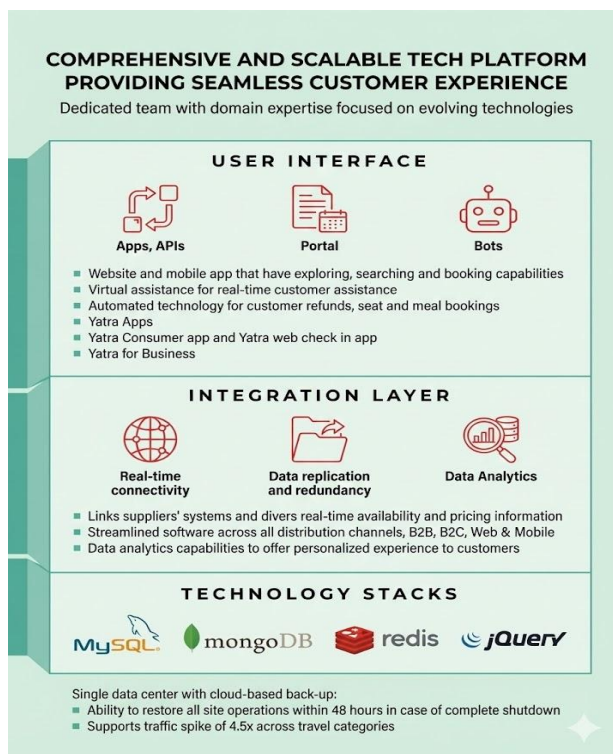 COMPREHENSIVE AND SCALABLE TECH PLATFORM
PROVIDING SEAMLESS CUSTOMER EXPERIENCE
Dedicated team with domain expertise focused on evolving technologies
USER INTERFACE
Apps, APIs
Portal
Bots
Website and mobile app that have exploring, searching and booking capabilities
Virtual assistance for real-time customer assistance
Automated technology for customer refunds, seat and meal bookings
Yatra Apps
Yatra Consumer app and Yatra web check in app
Yatra for Business
INTEGRATION LAYER
Real-time
connectivity
Data replication
and redundancy
Data Analytics
Links suppliers' systems and divers real-time availability and pricing information
Streamlined software across all distribution channels, B2B, B2C, Web & Mobile
Data analytics capabilities to offer personalized experience to customers
TECHNOLOGY STACKS
MySQL®
mongoDB
redis
jQuery
Single data center with cloud-based back-up:
Ability to restore all site operations within 48 hours in case of complete shutdown
Supports traffic spike of 4.5x across travel categories